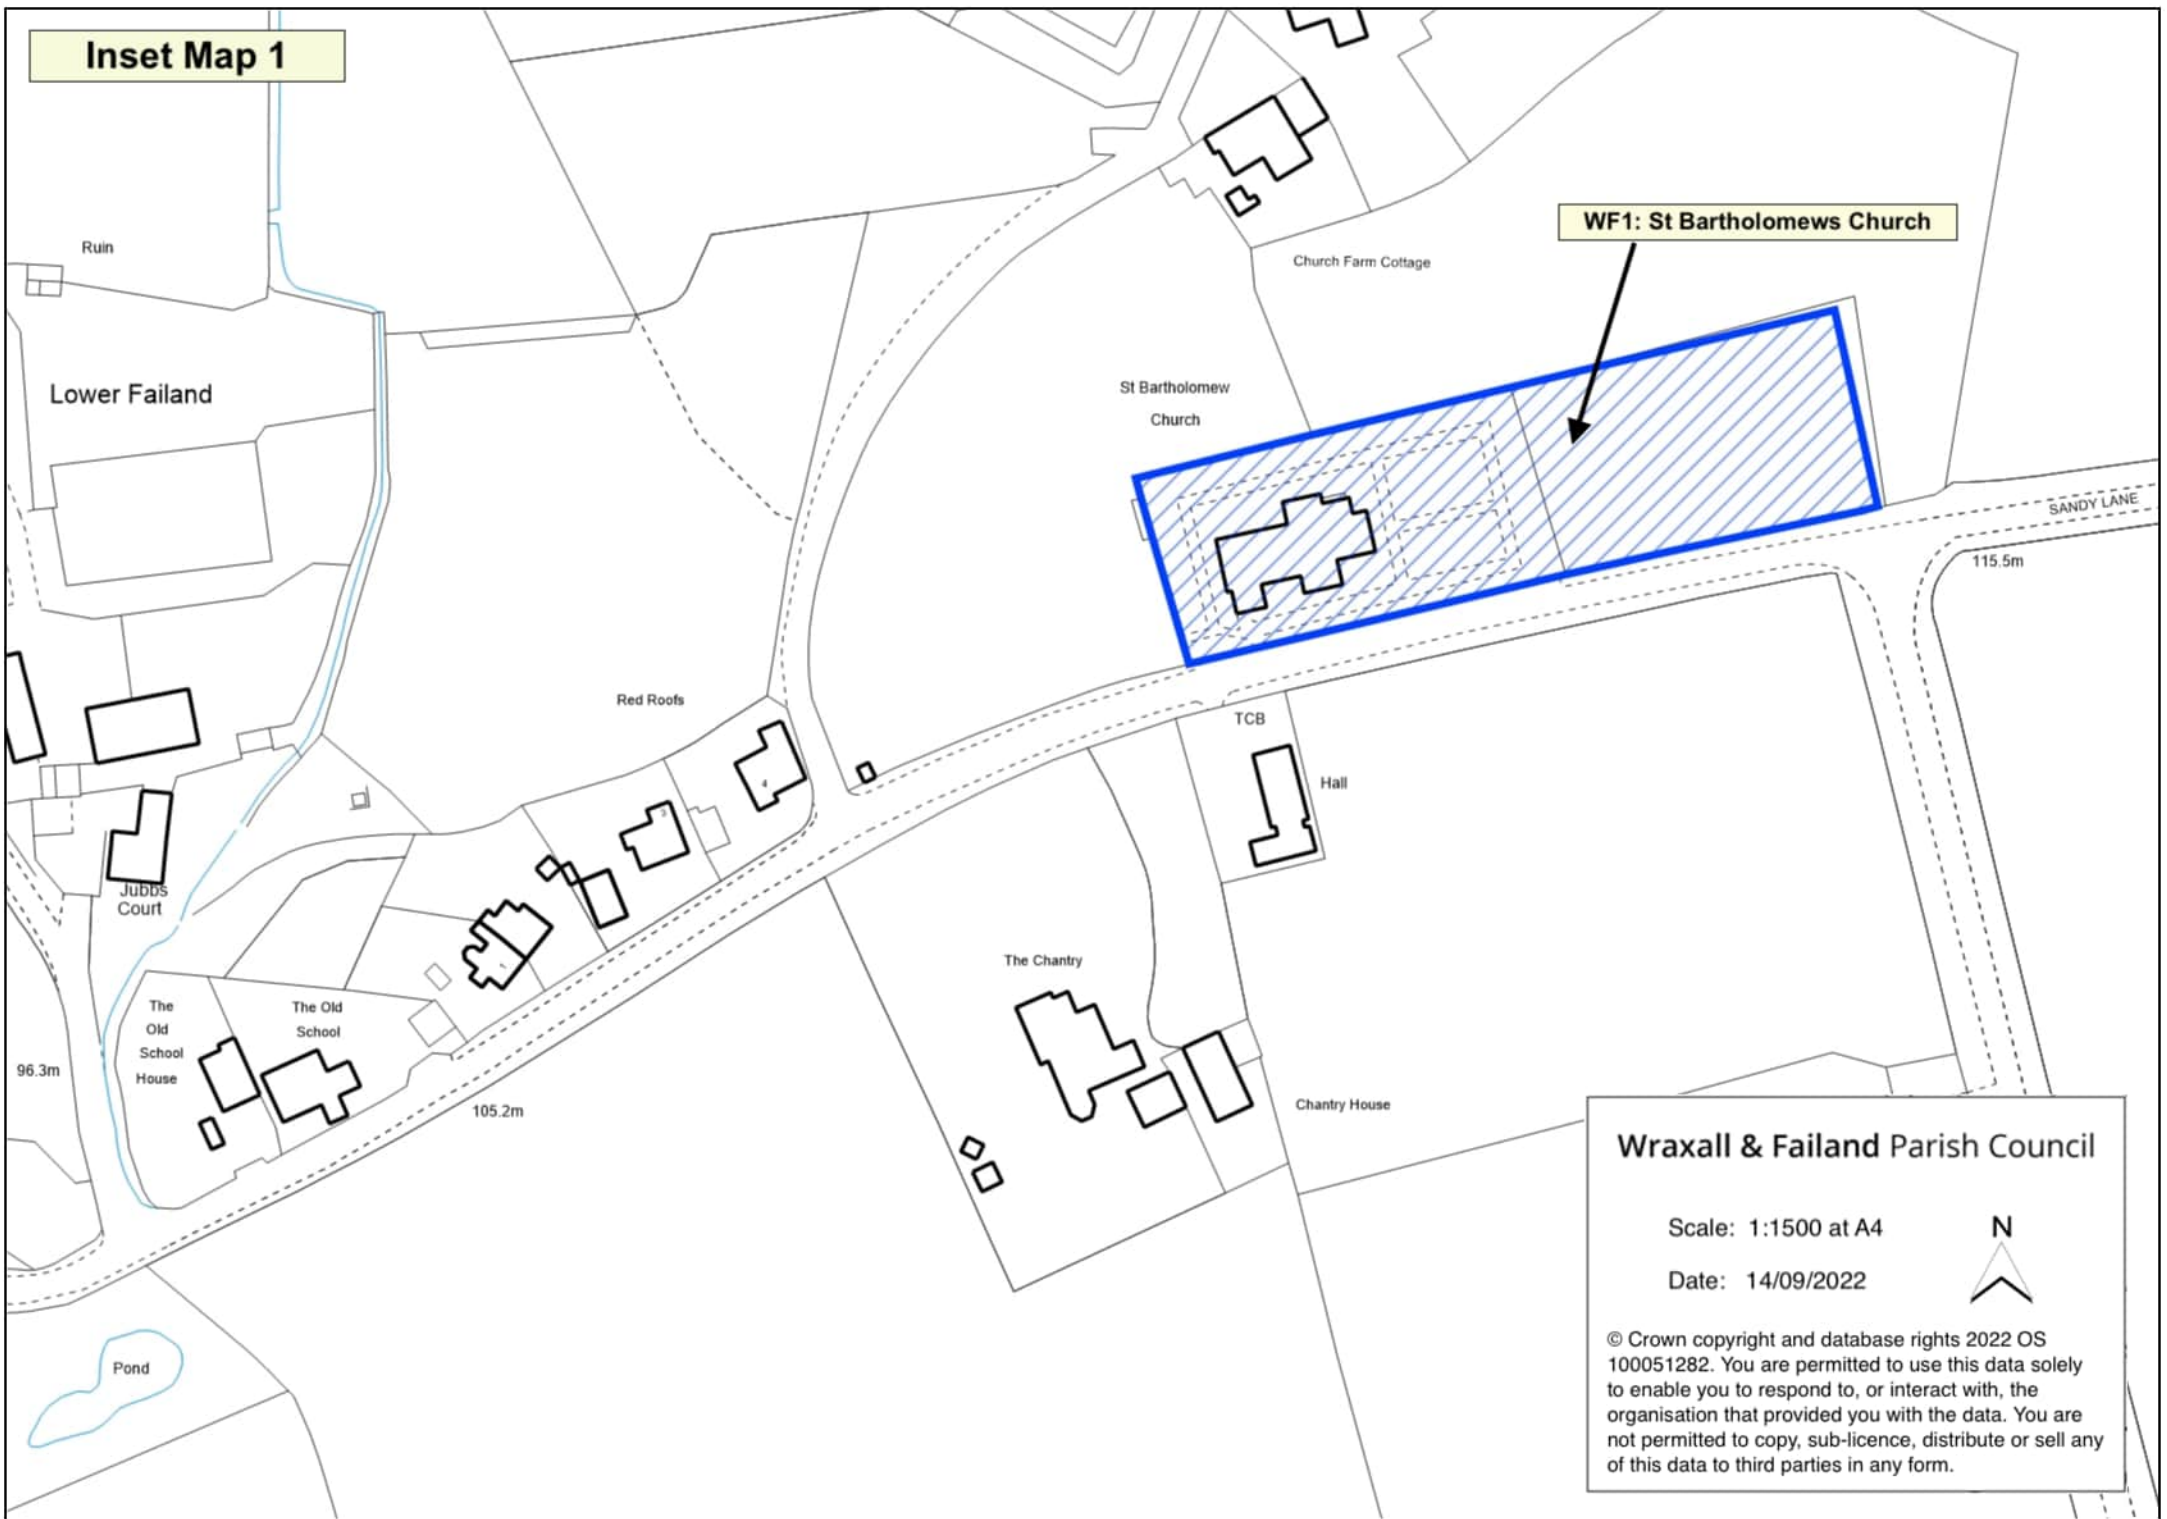 Inset Map 1
Ruin
WF1: St Bartholomews Church
Church Farm Cottage
Lower Failand
St Bartholomew
Church
SANDY LANE
115.5m
Red Roofs
TCB
Hall
4
3
Jubbs
Court
The Chantry
The
Old
School
House
The Old
School
96.3m
105.2m
Chantry House
Pond
Wraxall & Failand Parish Council
Scale: 1:1500 at A4
N
Date: 14/09/2022
© Crown copyright and database rights 2022 OS
100051282. You are permitted to use this data solely
to enable you to respond to, or interact with, the
organisation that provided you with the data. You are
not permitted to copy, sub-licence, distribute or sell any
of this data to third parties in any form.